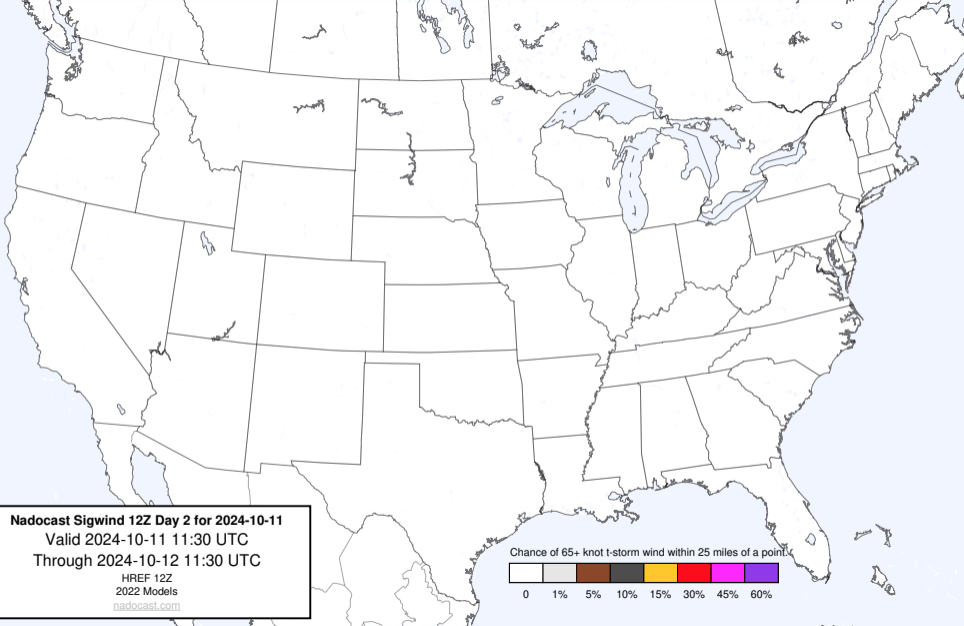 Nadocast Sigwind 12Z Day 2 for 2024-10-11
Valid 2024-10-11 11:30 UTC
Through 2024-10-12 11:30 UTC
HREF 12Z
2022 Models
nadocast.com
Chance of 65+ knot t-storm wind within 25 miles of a point.
0 1% 5% 10% 15% 30% 45% 60%